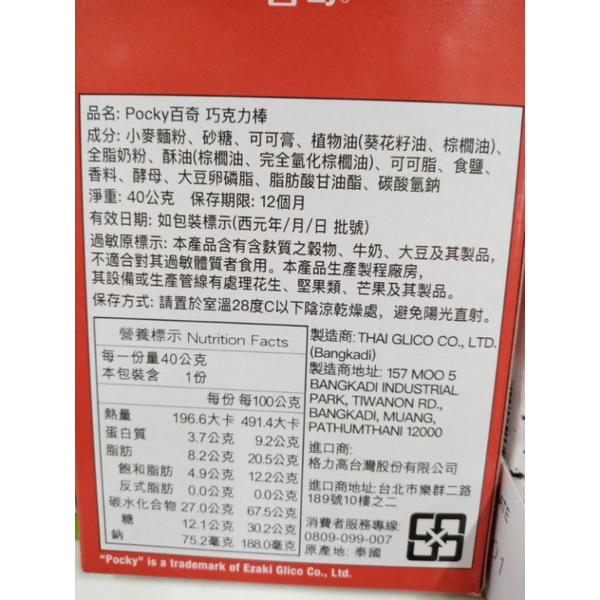 品名: Pocky百奇 巧克力棒
成分: 小麥麵粉、砂糖、可可膏、植物油(葵花籽油、棕櫚油)、
全脂奶粉、酥油(棕櫚油、完全氫化棕櫚油)、可可脂、食鹽、
香料、酵母、大豆卵磷脂、脂肪酸甘油酯、碳酸氫鈉
淨重: 40公克 保存期限: 12個月
有效日期: 如包裝標示(西元年/月/日 批號)
過敏原標示: 本產品含有含麩質之穀物、牛奶、大豆及其製品，
不適合對其過敏體質者食用。本產品生產製程廠房，
其設備或生產管線有處理花生、堅果類、芒果及其製品。
保存方式: 請置於室溫28度C以下陰涼乾燥處，避免陽光直射。
營養標示 Nutrition Facts
每一份量40公克
本包裝含 1份
每份 每100公克
熱量 196.6大卡 491.4大卡
蛋白質 3.7公克 9.2公克
脂肪 8.2公克 20.5公克
飽和脂肪 4.9公克 12.2公克
反式脂肪 0.0公克 0.0公克
碳水化合物 27.0公克 67.5公克
糖 12.1公克 30.2公克
鈉 75.2毫克 188.0毫克
製造商: THAI GLICO CO., LTD.
(Bangkadi)
製造商地址: 157 MOO 5
BANGKADI INDUSTRIAL
PARK, TIWANON RD.,
BANGKADI, MUANG,
PATHUMTHANI 12000
進口商:
格力高台灣股份有限公司
進口商地址: 台北市樂群二路
189號10樓之二
消費者服務專線:
0809-099-007
原產地: 泰國
"Pocky" is a trademark of Ezaki Glico Co., Ltd.